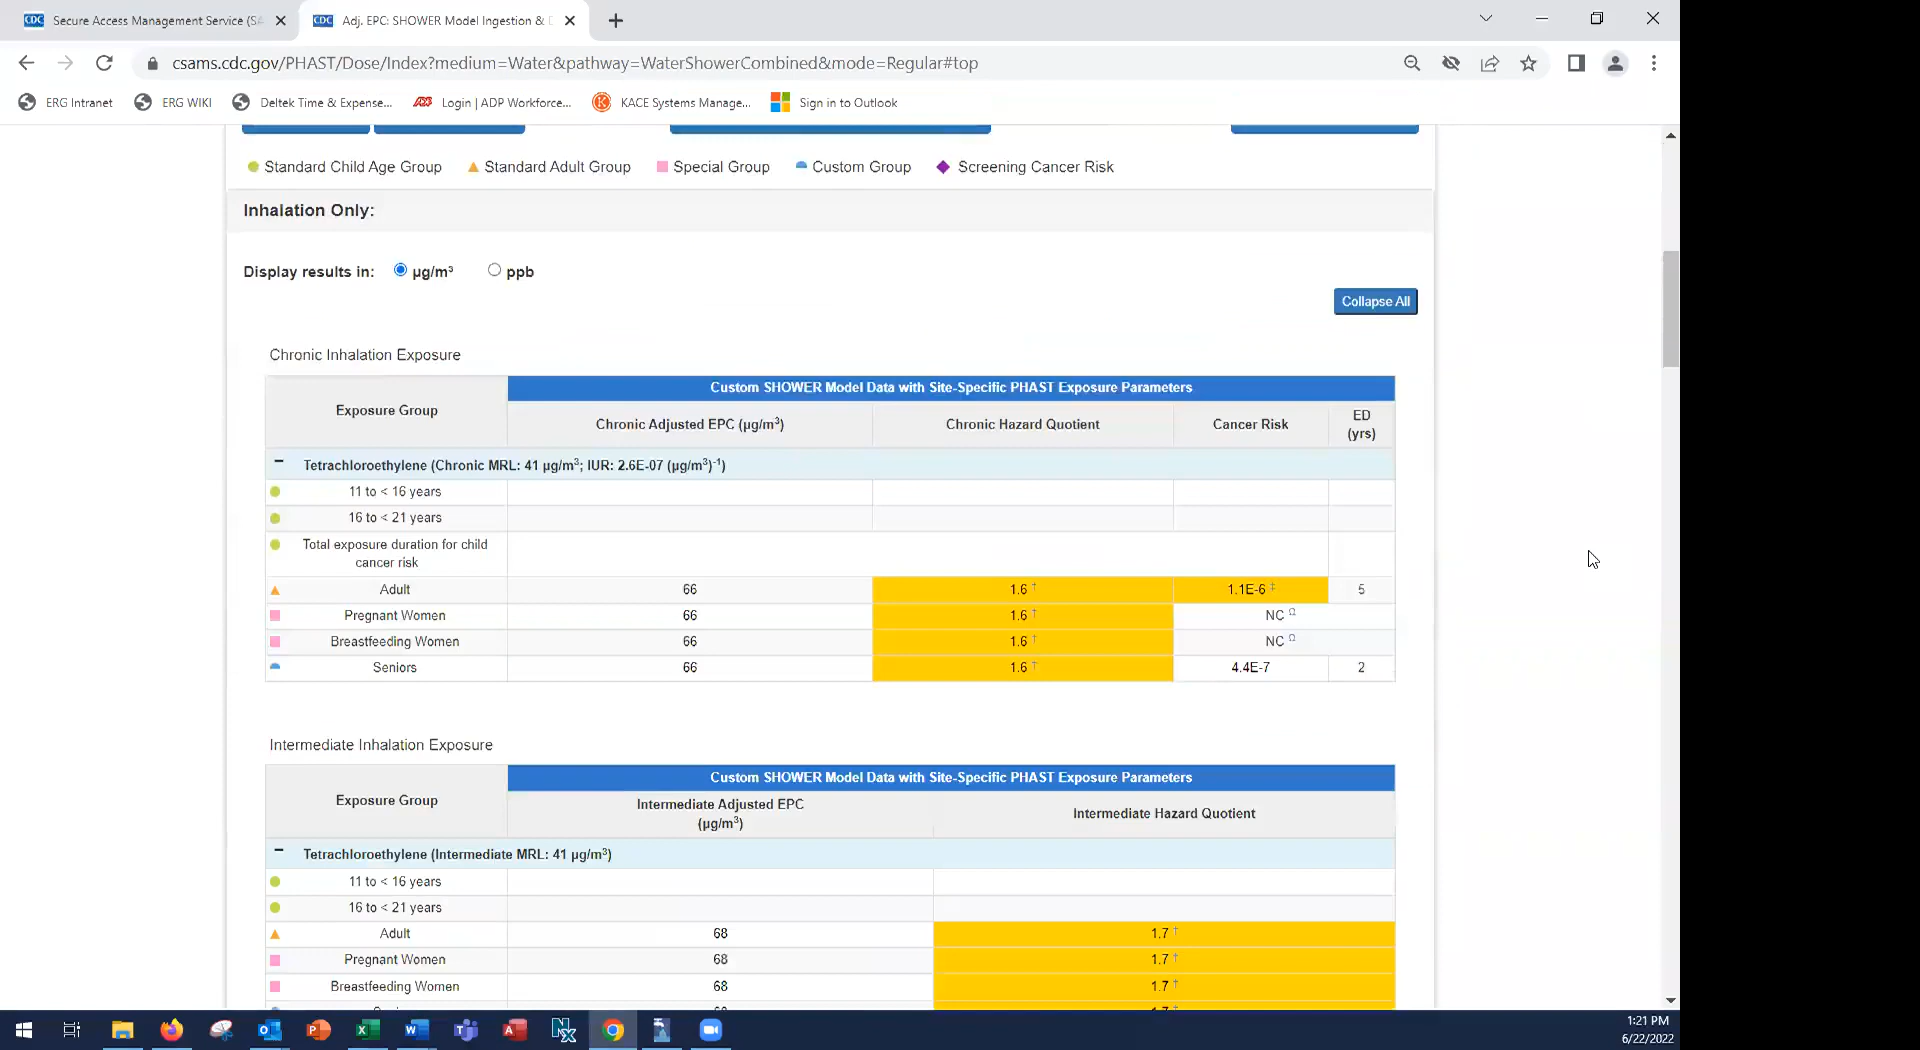 CDC Secure Access Management Service (SA
CDC Adj. EPC: SHOWER Model Ingestion &
csams.cdc.gov/PHAST/Dose/Index?medium=Water&pathway=WaterShowerCombined&mode=Regular#top
ERG Intranet ERG WIKI Deltek Time & Expense... ADP Login | ADP Workforce... K KACE Systems Manage... Sign in to Outlook
Standard Child Age Group Standard Adult Group Special Group Custom Group Screening Cancer Risk
Inhalation Only:
Display results in: µg/m³ ppb
Collapse All
Chronic Inhalation Exposure
Exposure Group
Custom SHOWER Model Data with Site-Specific PHAST Exposure Parameters
Chronic Adjusted EPC (µg/m³) Chronic Hazard Quotient Cancer Risk ED (yrs)
− Tetrachloroethylene (Chronic MRL: 41 µg/m³; IUR: 2.6E-07 (µg/m³)⁻¹)
11 to < 16 years
16 to < 21 years
Total exposure duration for child
cancer risk
Adult 66 1.6 † 1.1E-6 ‡ 5
Pregnant Women 66 1.6 † NC Ω
Breastfeeding Women 66 1.6 † NC Ω
Seniors 66 1.6 † 4.4E-7 2
Intermediate Inhalation Exposure
Exposure Group
Custom SHOWER Model Data with Site-Specific PHAST Exposure Parameters
Intermediate Adjusted EPC
(µg/m³)
Intermediate Hazard Quotient
− Tetrachloroethylene (Intermediate MRL: 41 µg/m³)
11 to < 16 years
16 to < 21 years
Adult 68 1.7 †
Pregnant Women 68 1.7 †
Breastfeeding Women 68 1.7 †
1:21 PM
6/22/2022